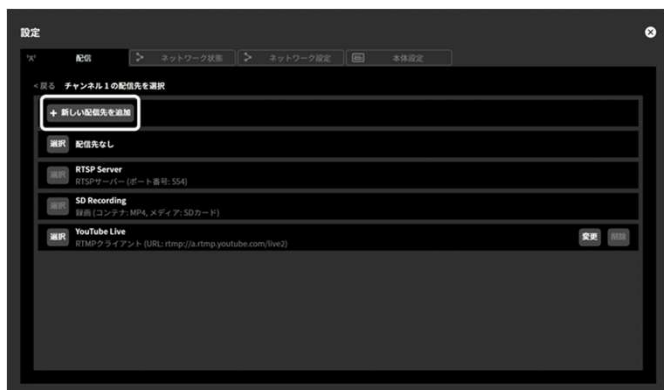 設定
配信 ネットワーク状態 ネットワーク設定 本体設定
<戻る チャンネル1の配信先を選択
+ 新しい配信先を追加
選択 配信先なし
選択 RTSP Server
RTSPサーバー (ポート番号: 554)
選択 SD Recording
録画 (コンテナ: MP4, メディア: SDカード)
選択 YouTube Live 変更
RTMPクライアント (URL: rtmp://a.rtmp.youtube.com/live2)